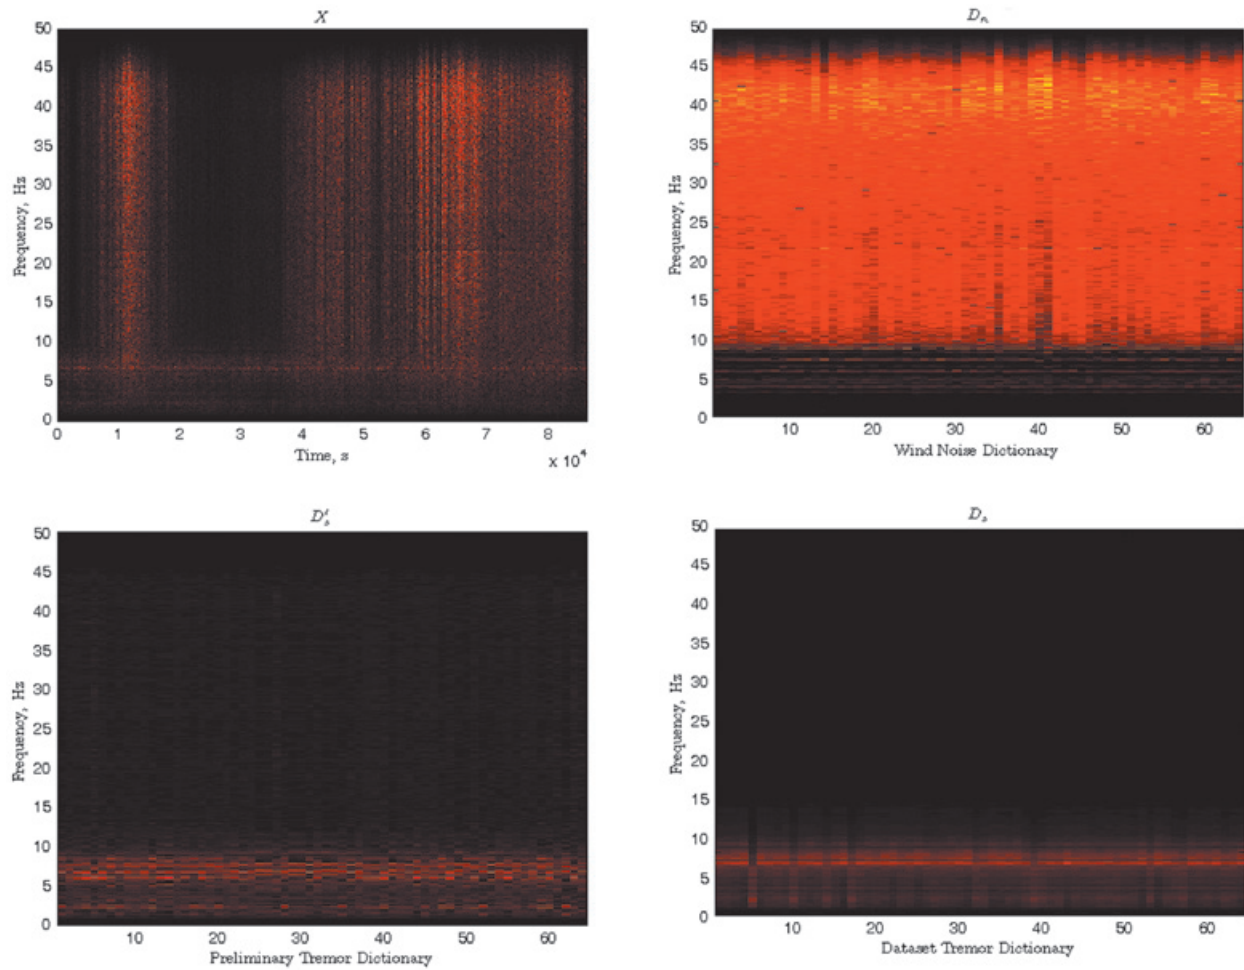 X
50
45
40
35
30
25
20
15
10
5
0
Frequency, Hz
0 1 2 3 4 5 6 7 8
Time, s
x 10⁴
Dₙ
50
45
40
35
30
25
20
15
10
5
0
Frequency, Hz
10 20 30 40 50 60
Wind Noise Dictionary
D′ₛ
50
45
40
35
30
25
20
15
10
5
0
Frequency, Hz
10 20 30 40 50 60
Preliminary Tremor Dictionary
Dₛ
50
45
40
35
30
25
20
15
10
5
0
Frequency, Hz
10 20 30 40 50 60
Dataset Tremor Dictionary